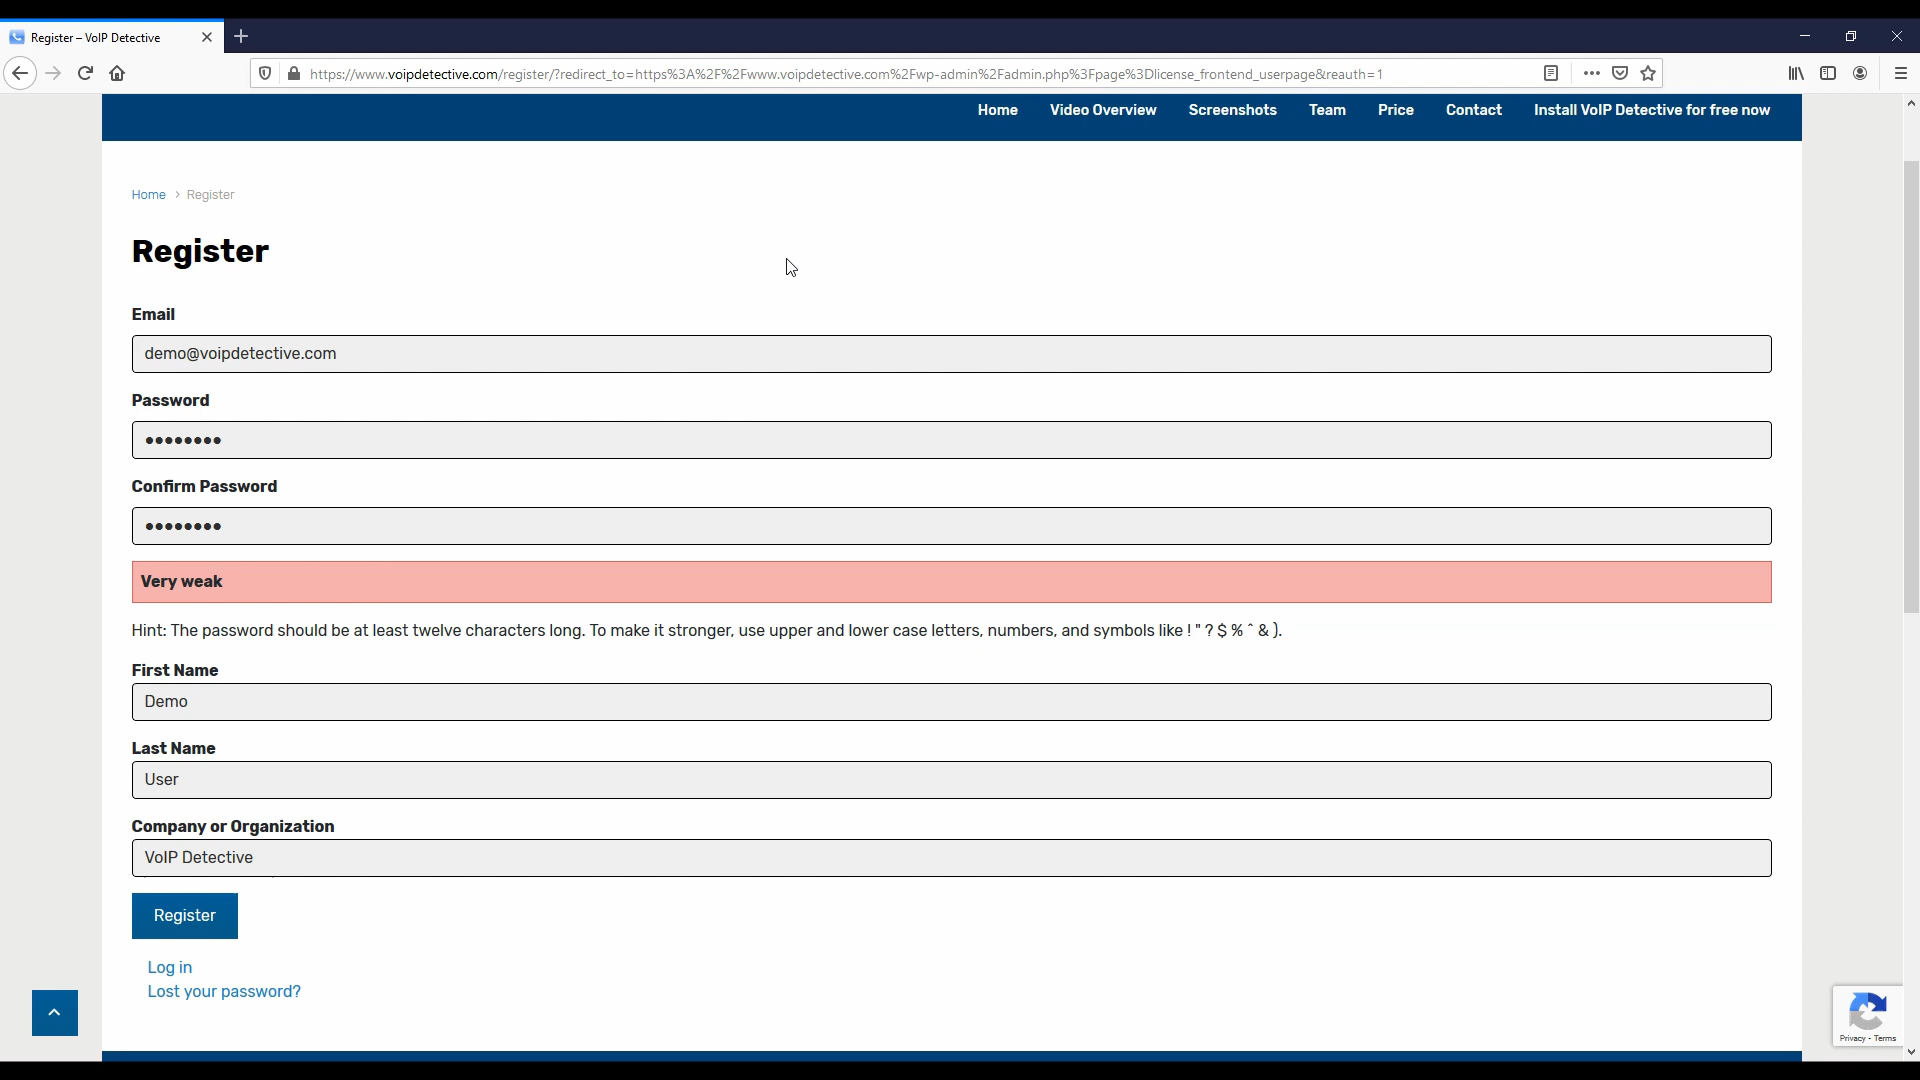 Register – VoIP Detective
https://www.voipdetective.com/register/?redirect_to=https%3A%2F%2Fwww.voipdetective.com%2Fwp-admin%2Fadmin.php%3Fpage%3Dlicense_frontend_userpage&reauth=1
Home Video Overview Screenshots Team Price Contact Install VoIP Detective for free now
Home > Register
Register
Email
demo@voipdetective.com
Password
••••••••
Confirm Password
••••••••
Very weak
Hint: The password should be at least twelve characters long. To make it stronger, use upper and lower case letters, numbers, and symbols like ! " ? $ % ^ & ).
First Name
Demo
Last Name
User
Company or Organization
VoIP Detective
Register
Log in
Lost your password?
Privacy - Terms